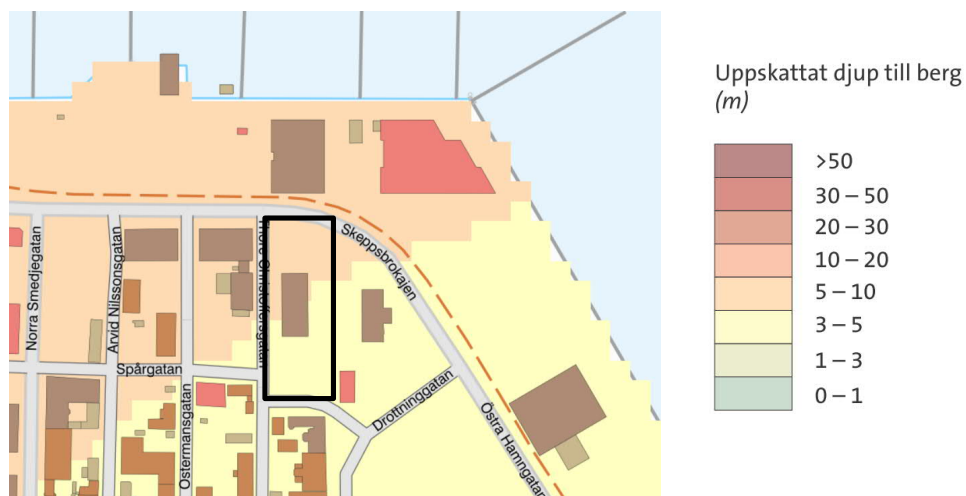 Uppskattat djup till berg
(m)
>50
30 – 50
20 – 30
10 – 20
5 – 10
3 – 5
1 – 3
0 – 1
Norra Smedjegatan
Arvid Nilssonsgatan
Spårgatan
Östermansgatan
Skeppsbrokajen
Drottninggatan
Östra Hamngatan